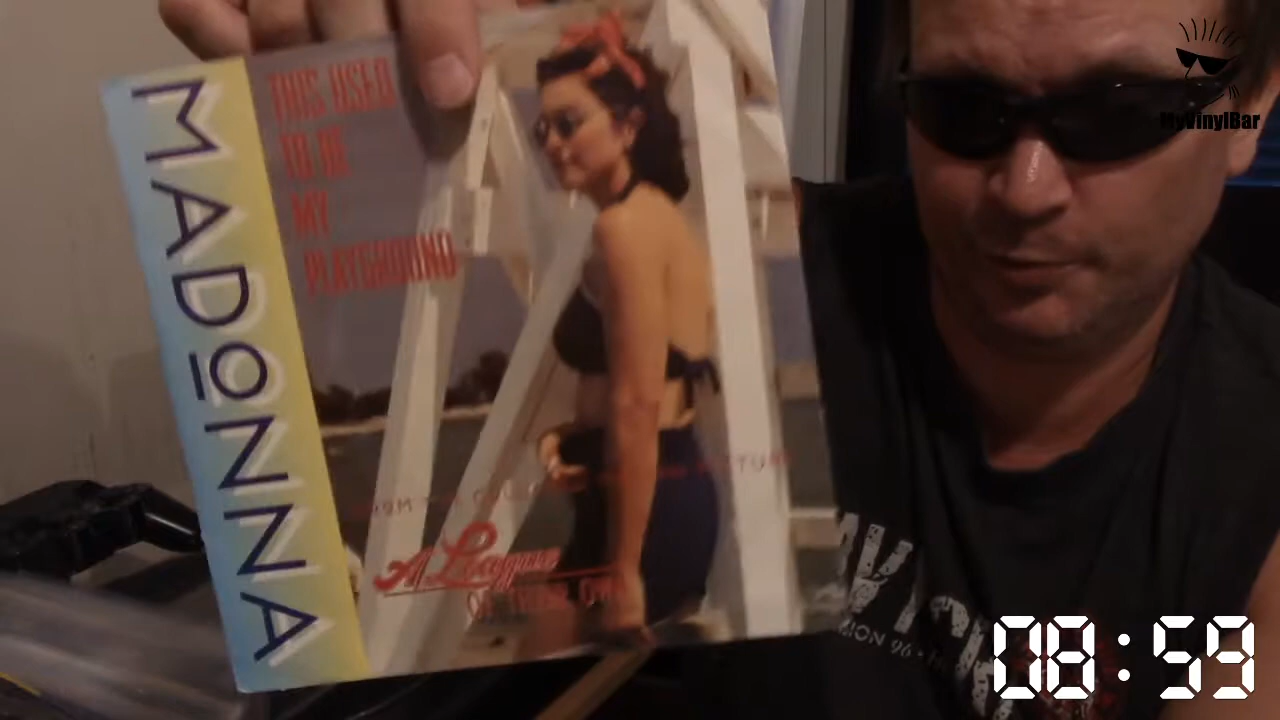 MADONNA
THIS USED
TO BE
MY
PLAYGROUND
A League
OF THEIR OWN
MyVinylBar
08:59